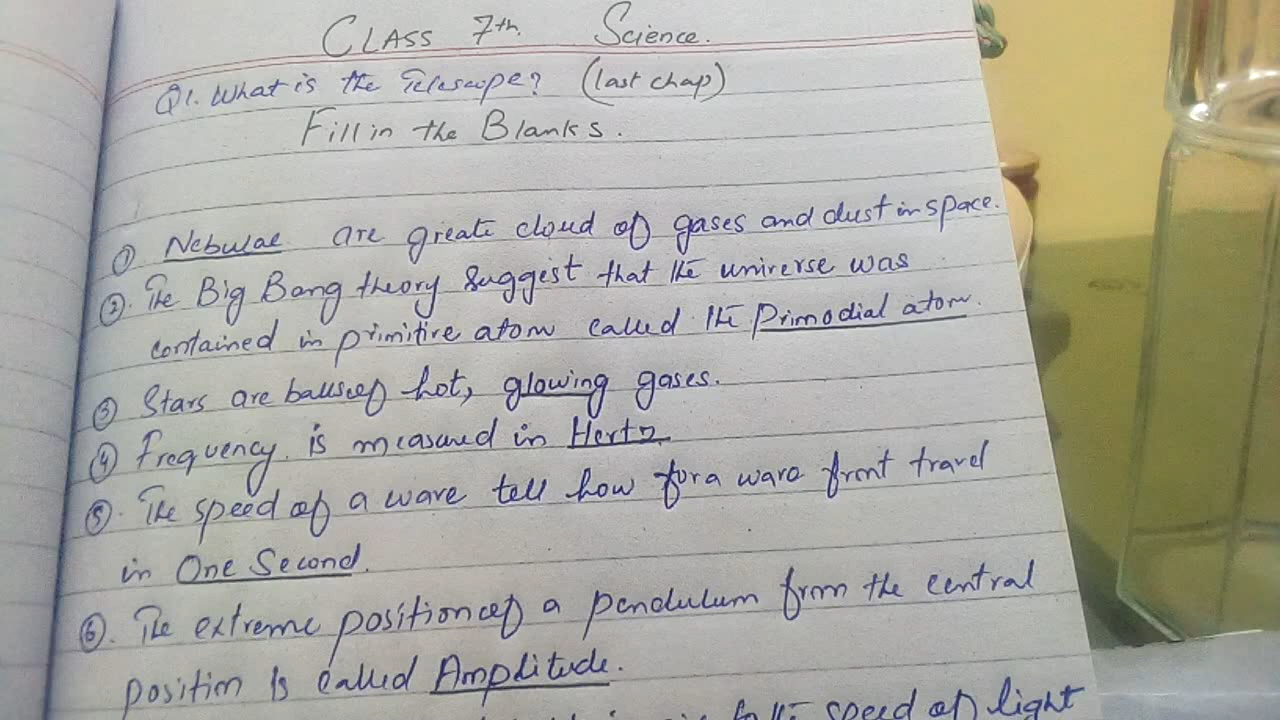 CLASS 7th. Science.
Q1. What is the Telescope? (last chap)
Fill in the Blanks.
① Nebulae are greate cloud of gases and dust in space.
②. The Big Bang theory suggest that the universe was
contained in primitive atom called the Primodial atom.
③ Stars are balls of hot, glowing gases.
④ Frequency. is measured in Hertz
⑤. The speed of a wave tell how for a wave front travel
in One Second.
⑥. The extreme position of a pendulum from the central
position is called Amplitude.
the speed of light